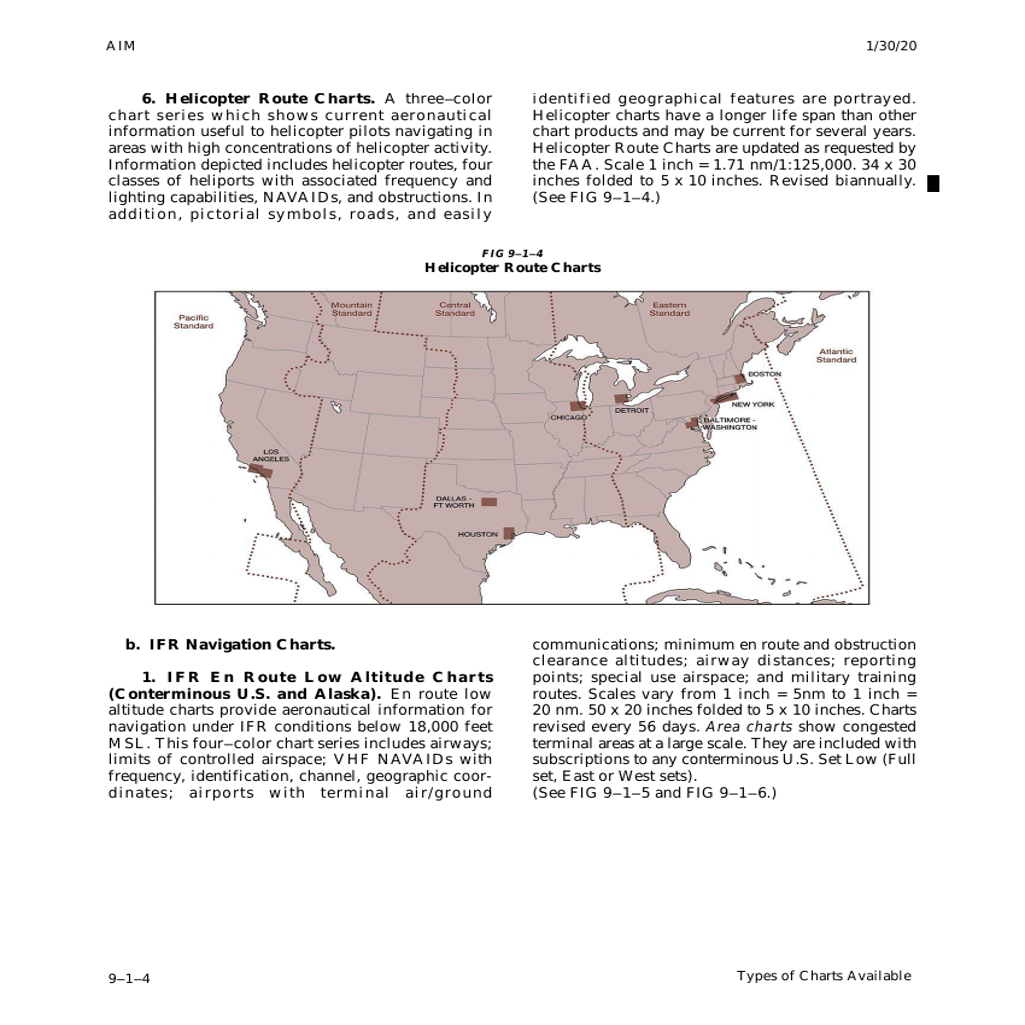 AIM
1/30/20
6. Helicopter Route Charts. A three–color
chart series which shows current aeronautical
information useful to helicopter pilots navigating in
areas with high concentrations of helicopter activity.
Information depicted includes helicopter routes, four
classes of heliports with associated frequency and
lighting capabilities, NAVAIDs, and obstructions. In
addition, pictorial symbols, roads, and easily
identified geographical features are portrayed.
Helicopter charts have a longer life span than other
chart products and may be current for several years.
Helicopter Route Charts are updated as requested by
the FAA. Scale 1 inch = 1.71 nm/1:125,000. 34 x 30
inches folded to 5 x 10 inches. Revised biannually.
(See FIG 9–1–4.)
FIG 9–1–4
Helicopter Route Charts
Pacific
Standard
Mountain
Standard
Central
Standard
Eastern
Standard
Atlantic
Standard
BOSTON
NEW YORK
CHICAGO
DETROIT
BALTIMORE -
WASHINGTON
LOS
ANGELES
DALLAS -
FT WORTH
HOUSTON
b. IFR Navigation Charts.
1. IFR En Route Low Altitude Charts
(Conterminous U.S. and Alaska). En route low
altitude charts provide aeronautical information for
navigation under IFR conditions below 18,000 feet
MSL. This four–color chart series includes airways;
limits of controlled airspace; VHF NAVAIDs with
frequency, identification, channel, geographic coor-
dinates; airports with terminal air/ground
communications; minimum en route and obstruction
clearance altitudes; airway distances; reporting
points; special use airspace; and military training
routes. Scales vary from 1 inch = 5nm to 1 inch =
20 nm. 50 x 20 inches folded to 5 x 10 inches. Charts
revised every 56 days. Area charts show congested
terminal areas at a large scale. They are included with
subscriptions to any conterminous U.S. Set Low (Full
set, East or West sets).
(See FIG 9–1–5 and FIG 9–1–6.)
9–1–4
Types of Charts Available